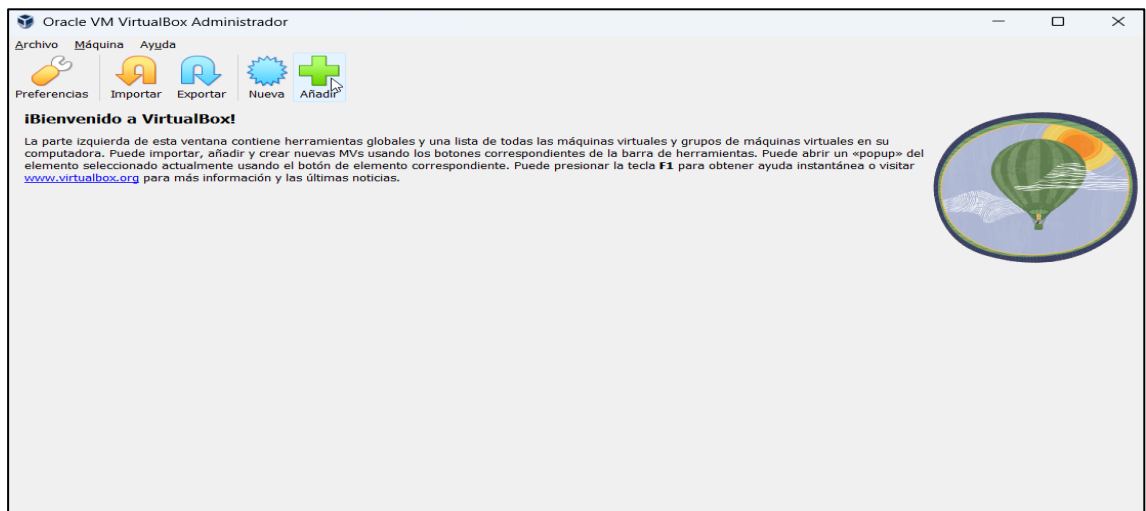 Oracle VM VirtualBox Administrador
Archivo Máquina Ayuda
Preferencias Importar Exportar Nueva Añadir
¡Bienvenido a VirtualBox!
La parte izquierda de esta ventana contiene herramientas globales y una lista de todas las máquinas virtuales y grupos de máquinas virtuales en su
computadora. Puede importar, añadir y crear nuevas MVs usando los botones correspondientes de la barra de herramientas. Puede abrir un «popup» del
elemento seleccionado actualmente usando el botón de elemento correspondiente. Puede presionar la tecla F1 para obtener ayuda instantánea o visitar
www.virtualbox.org para más información y las últimas noticias.